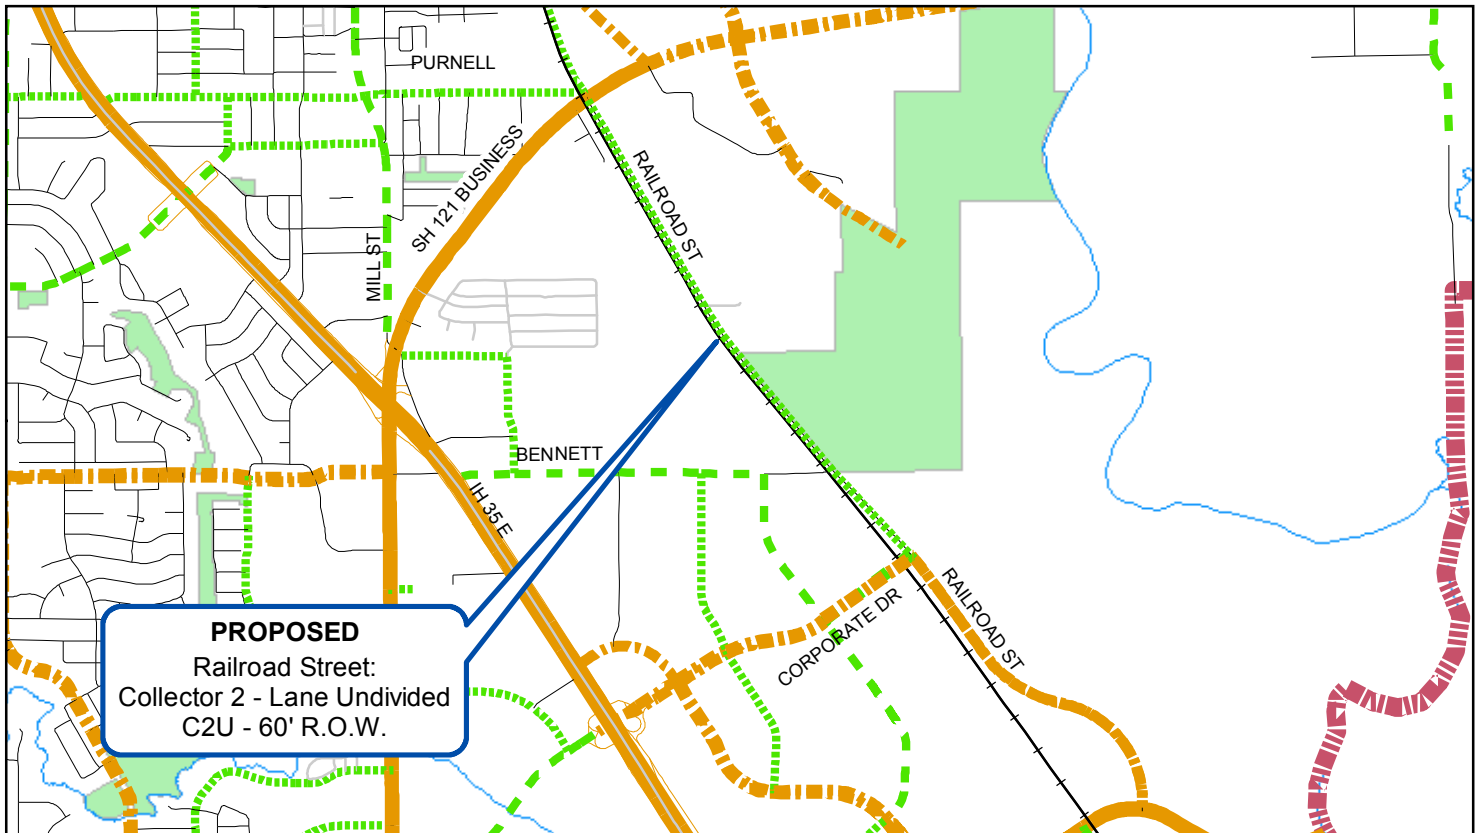 PURNELL
SH 121 BUSINESS
RAILROAD ST
MILL ST
BENNETT
IH 35 E
RAILROAD ST
CORPORATE DR
PROPOSED
Railroad Street:
Collector 2 - Lane Undivided
C2U - 60' R.O.W.